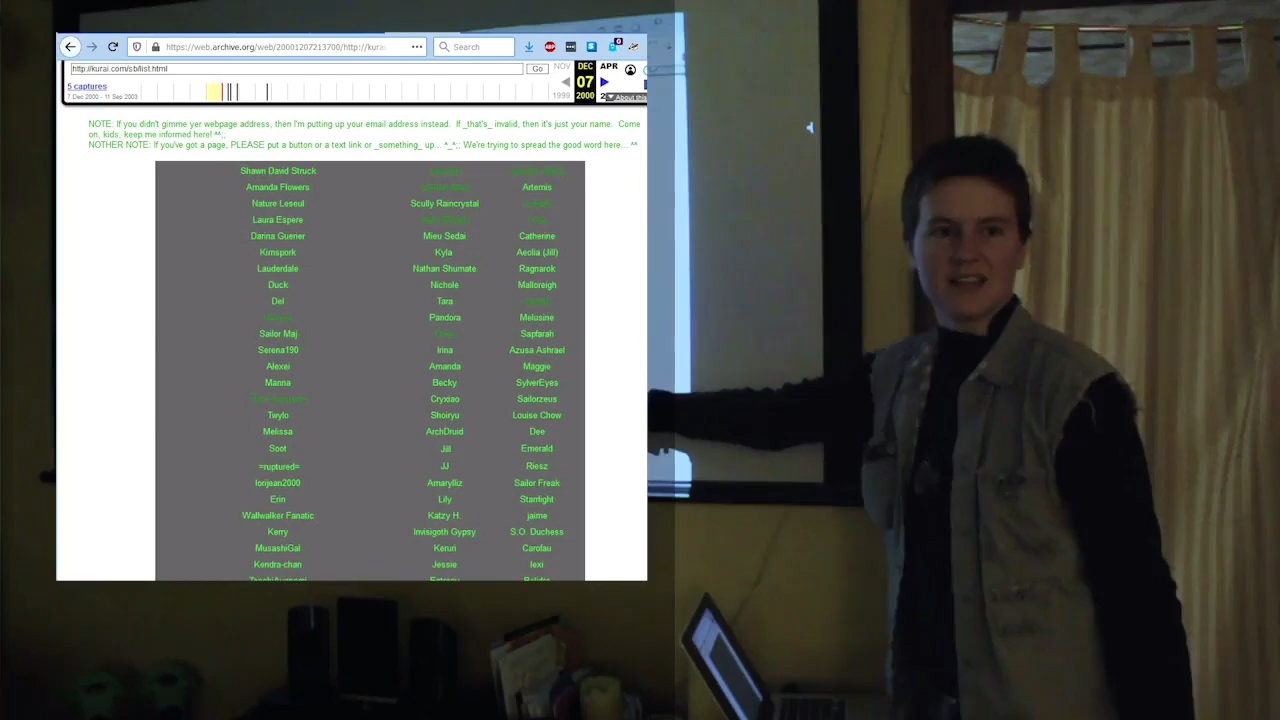 https://web.archive.org/web/20001207213700/http://kurai
Search
http://kurai.com/sb/list.html
Go
NOV DEC APR
5 captures
07
7 Dec 2000 - 11 Sep 2003
1999 2000 About this
NOTE: If you didn't gimme yer webpage address, then I'm putting up your email address instead. If _that's_ invalid, then it's just your name. Come
on, kids, keep me informed here! ^^;;
NOTHER NOTE: If you've got a page, PLEASE put a button or a text link or _something_ up... ^_^;; We're trying to spread the good word here... ^^
Shawn David Struck
Amanda Flowers Artemis
Nature Leseul Scully Raincrystal
Laura Espere
Darina Guener Mieu Sedai Catherine
Kimspork Kyla Aeolia (Jill)
Lauderdale Nathan Shumate Ragnarok
Duck Nichole Malloreigh
Del Tara
Pandora Melusine
Sailor Maj Sapfarah
Serena190 Irina Azusa Ashrael
Alexei Amanda Maggie
Manna Becky SylverEyes
Cryxiao Sailorzeus
Twylo Shoiryu Louise Chow
Melissa ArchDruid Dee
Soot Jill Emerald
=ruptured= JJ Riesz
lorijean2000 Amarylliz Sailor Freak
Erin Lily Starrlight
Wallwalker Fanatic Katzy H. jaime
Kerry Invisigoth Gypsy S.O. Duchess
MusashiGal Keruri Carofau
Kendra-chan Jessie lexi